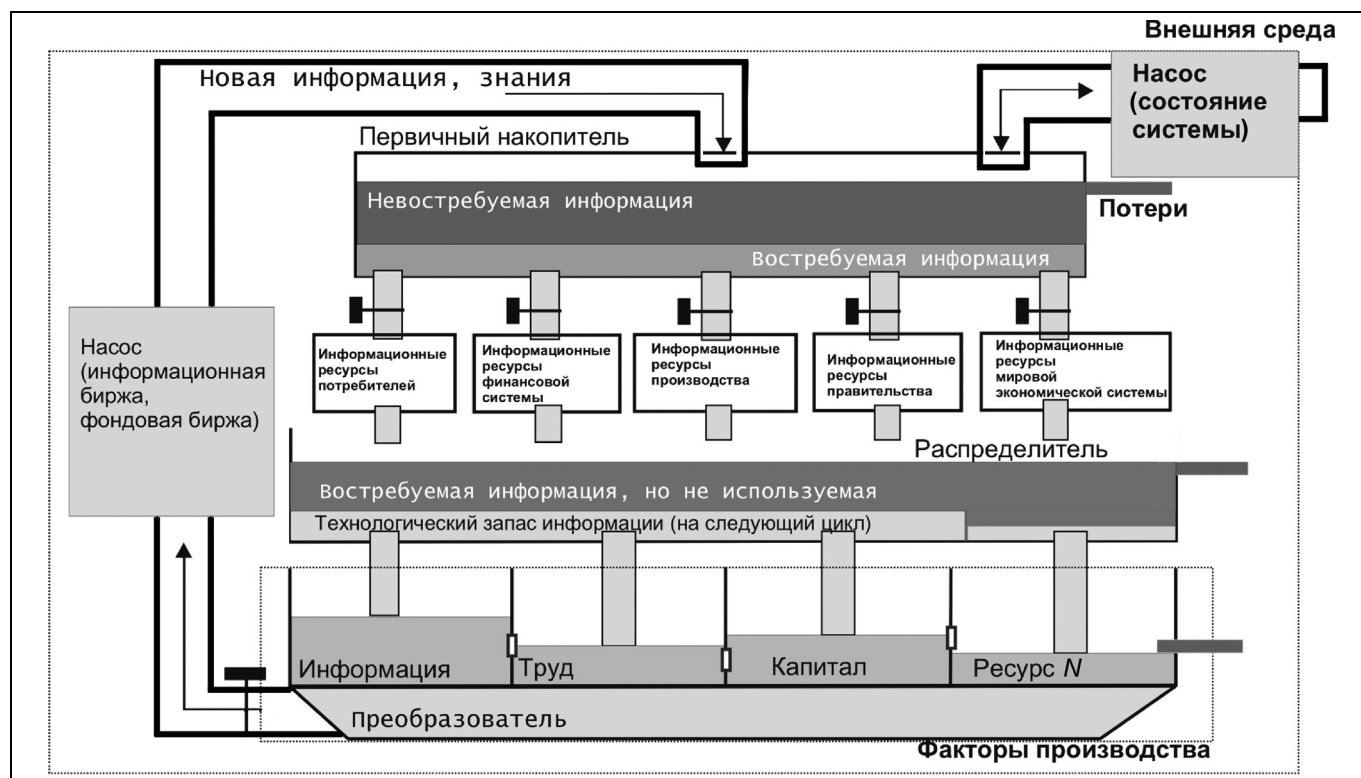 Внешняя среда
Новая информация, знания
Насос
(состояние
системы)
Первичный накопитель
Невостребуемая информация
Потери
Востребуемая информация
Насос
(информационная
биржа,
фондовая биржа)
Информационные
ресурсы
потребителей
Информационные
ресурсы
финансовой
системы
Информационные
ресурсы
производства
Информационные
ресурсы
правительства
Информационные
ресурсы
мировой
экономической системы
Распределитель
Востребуемая информация, но не используемая
Технологический запас информации (на следующий цикл)
Информация
Труд
Капитал
Ресурс N
Преобразователь
Факторы производства